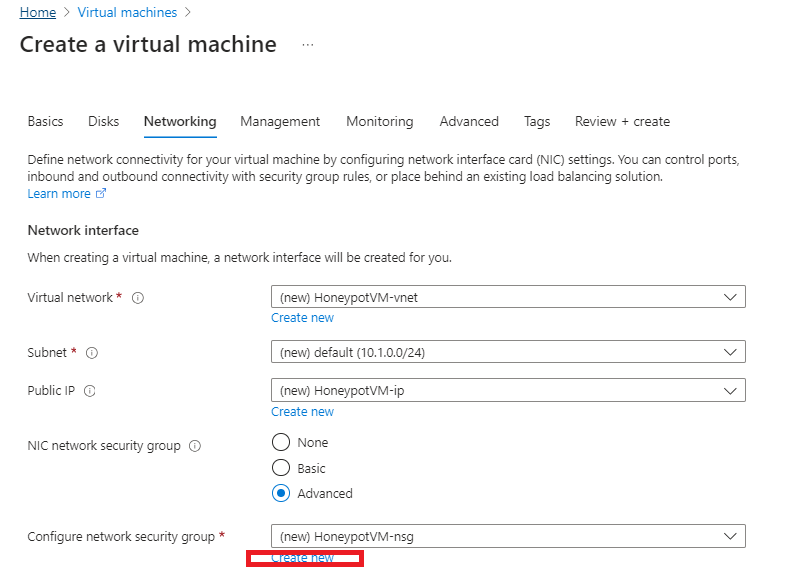 Home > Virtual machines >
Create a virtual machine ...
Basics Disks Networking Management Monitoring Advanced Tags Review + create
Define network connectivity for your virtual machine by configuring network interface card (NIC) settings. You can control ports,
inbound and outbound connectivity with security group rules, or place behind an existing load balancing solution.
Learn more
Network interface
When creating a virtual machine, a network interface will be created for you.
Virtual network * (new) HoneypotVM-vnet
Create new
Subnet * (new) default (10.1.0.0/24)
Public IP (new) HoneypotVM-ip
Create new
NIC network security group
None
Basic
Advanced
Configure network security group * (new) HoneypotVM-nsg
Create new